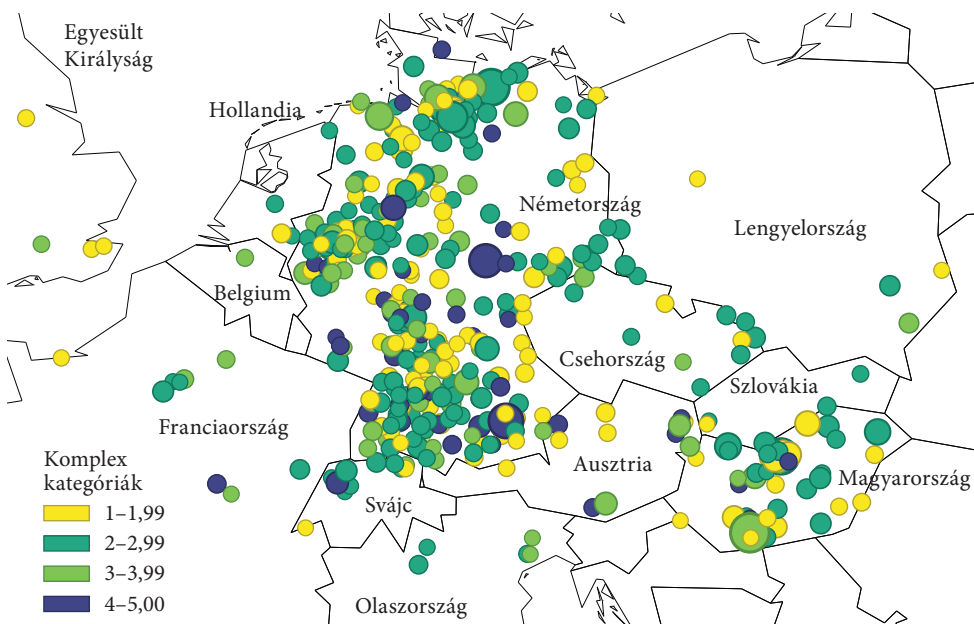 Egyesült
Királyság
Hollandia
Németország
Lengyelország
Belgium
Csehország
Szlovákia
Franciaország
Ausztria
Magyarország
Svájc
Olaszország
Komplex
kategóriák
1–1,99
2–2,99
3–3,99
4–5,00